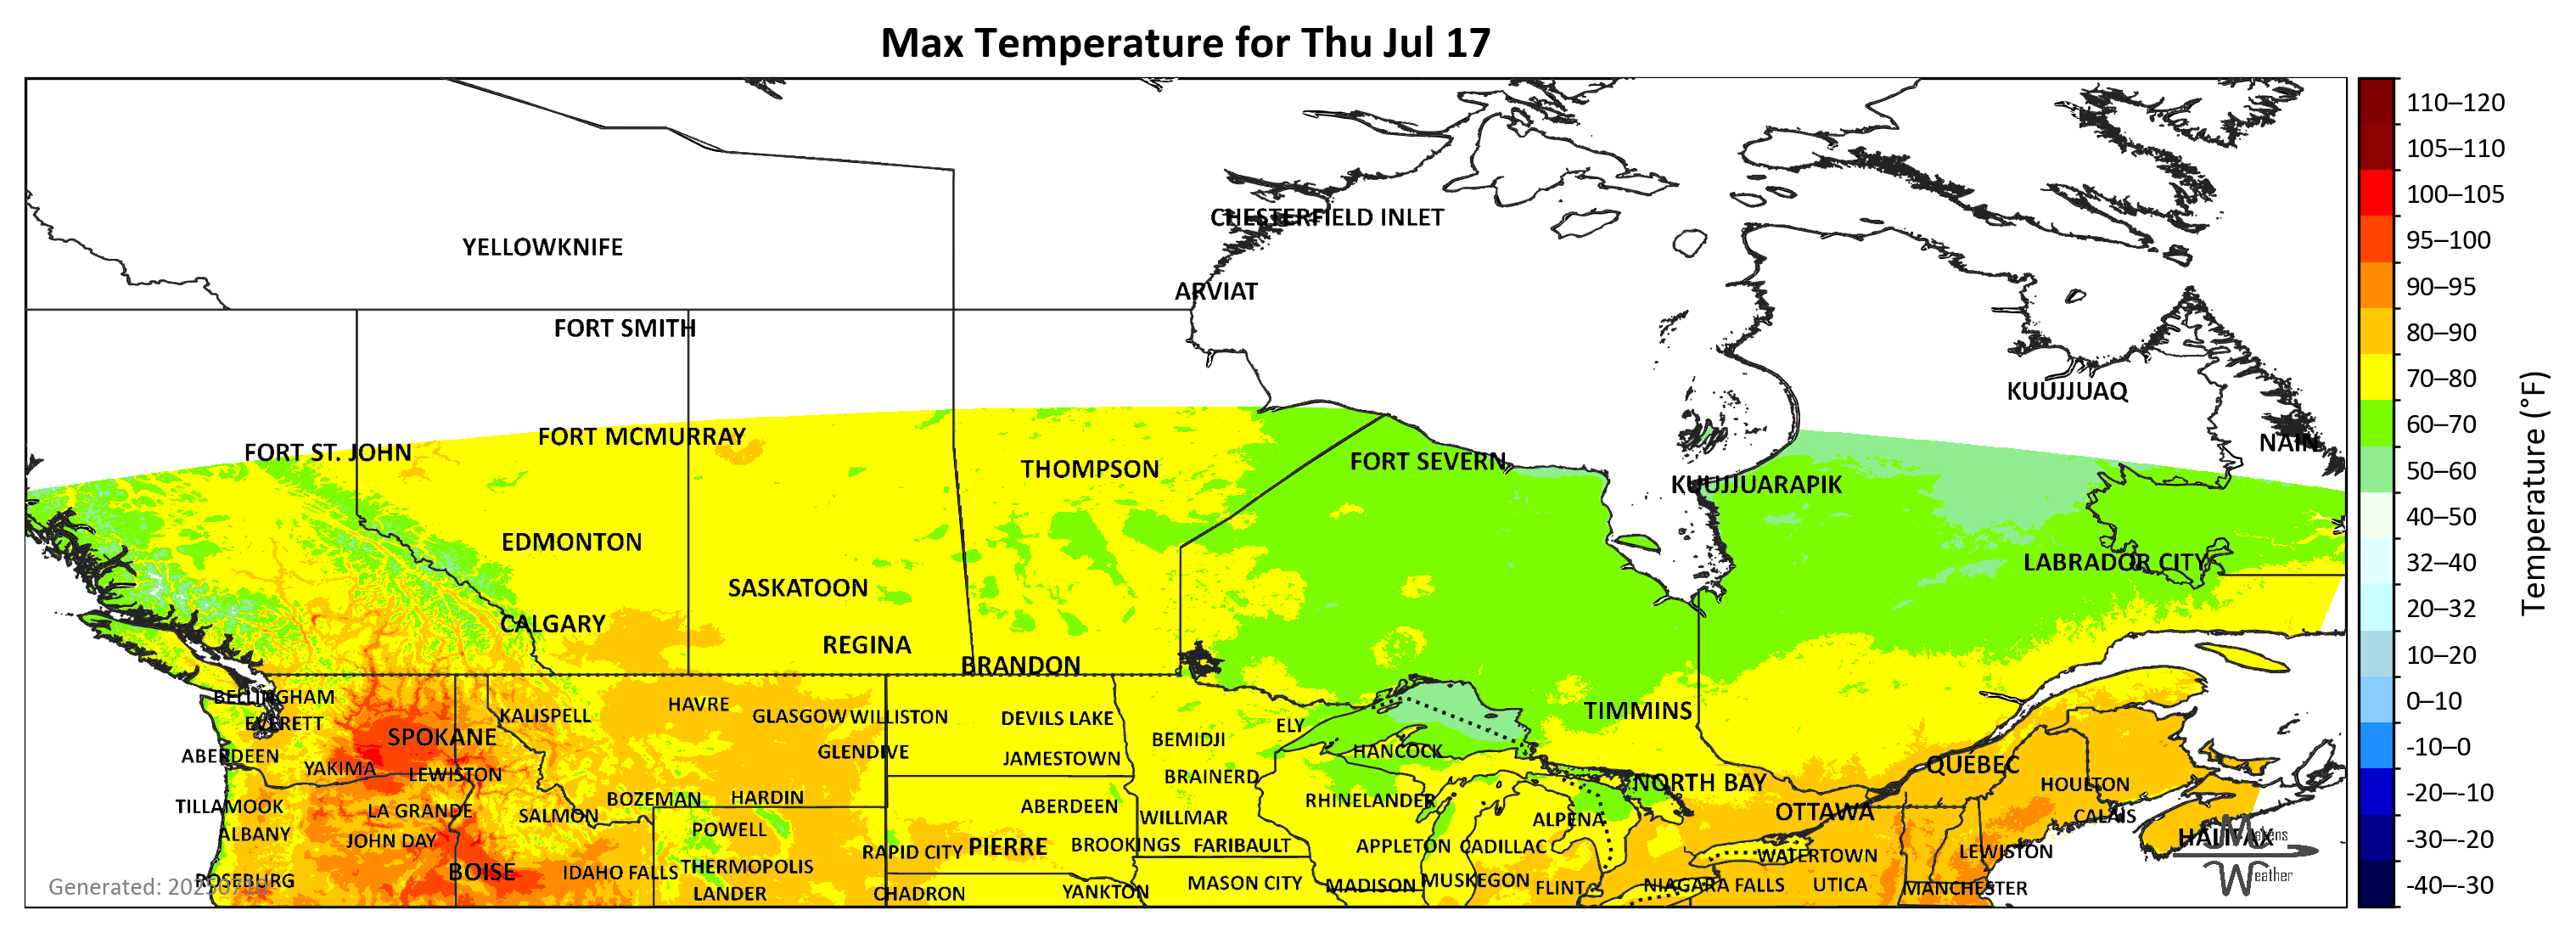 Max Temperature for Thu Jul 17
110–120
105–110
CHESTERFIELD INLET
100–105
YELLOWKNIFE
95–100
ARVIAT
90–95
FORT SMITH
80–90
KUUJJUAQ
70–80
FORT MCMURRAY
60–70
FORT ST. JOHN
NAIN
THOMPSON
FORT SEVERN
50–60
KUUJJUARAPIK
40–50
EDMONTON
LABRADOR CITY
32–40
SASKATOON
20–32
CALGARY
REGINA
10–20
BRANDON
BELLINGHAM
HAVRE
0–10
EVERETT
KALISPELL
GLASGOW WILLISTON
DEVILS LAKE
ELY
TIMMINS
SPOKANE
BEMIDJI
-10–0
ABERDEEN
GLENDIVE
JAMESTOWN
HANCOCK
QUÉBEC
YAKIMA
LEWISTON
BRAINERD
NORTH BAY
HOULTON
-20–-10
TILLAMOOK
LA GRANDE
SALMON
BOZEMAN
HARDIN
ABERDEEN
WILLMAR
RHINELANDER
ALPENA
OTTAWA
CALAIS
ALBANY
JOHN DAY
POWELL
-30–-20
RAPID CITY
PIERRE
BROOKINGS
FARIBAULT
APPLETON
CADILLAC
WATERTOWN
LEWISTON
HALIFAX
ROSEBURG
BOISE
IDAHO FALLS
THERMOPOLIS
LANDER
CHADRON
YANKTON
MASON CITY
MADISON
MUSKEGON
FLINT
NIAGARA FALLS
UTICA
MANCHESTER
Weather
-40–-30
Generated:
Temperature (°F)